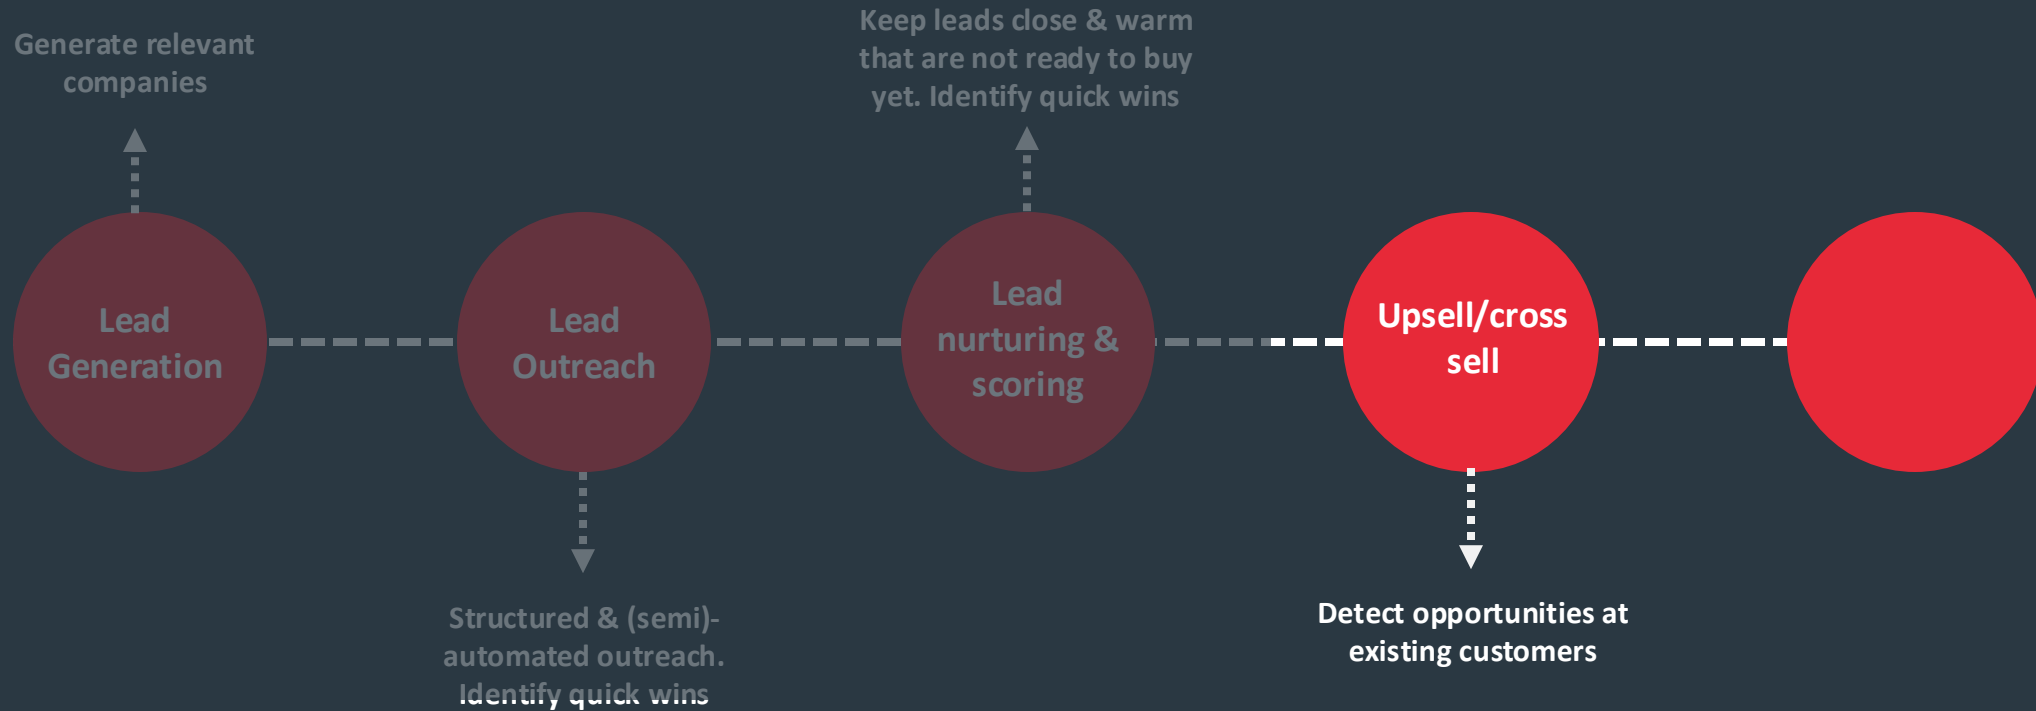 Generate relevant
companies
Keep leads close & warm
that are not ready to buy
yet. Identify quick wins
Lead
Generation
Lead
Outreach
Lead
nurturing &
scoring
Upsell/cross
sell
Structured & (semi)-
automated outreach.
Identify quick wins
Detect opportunities at
existing customers